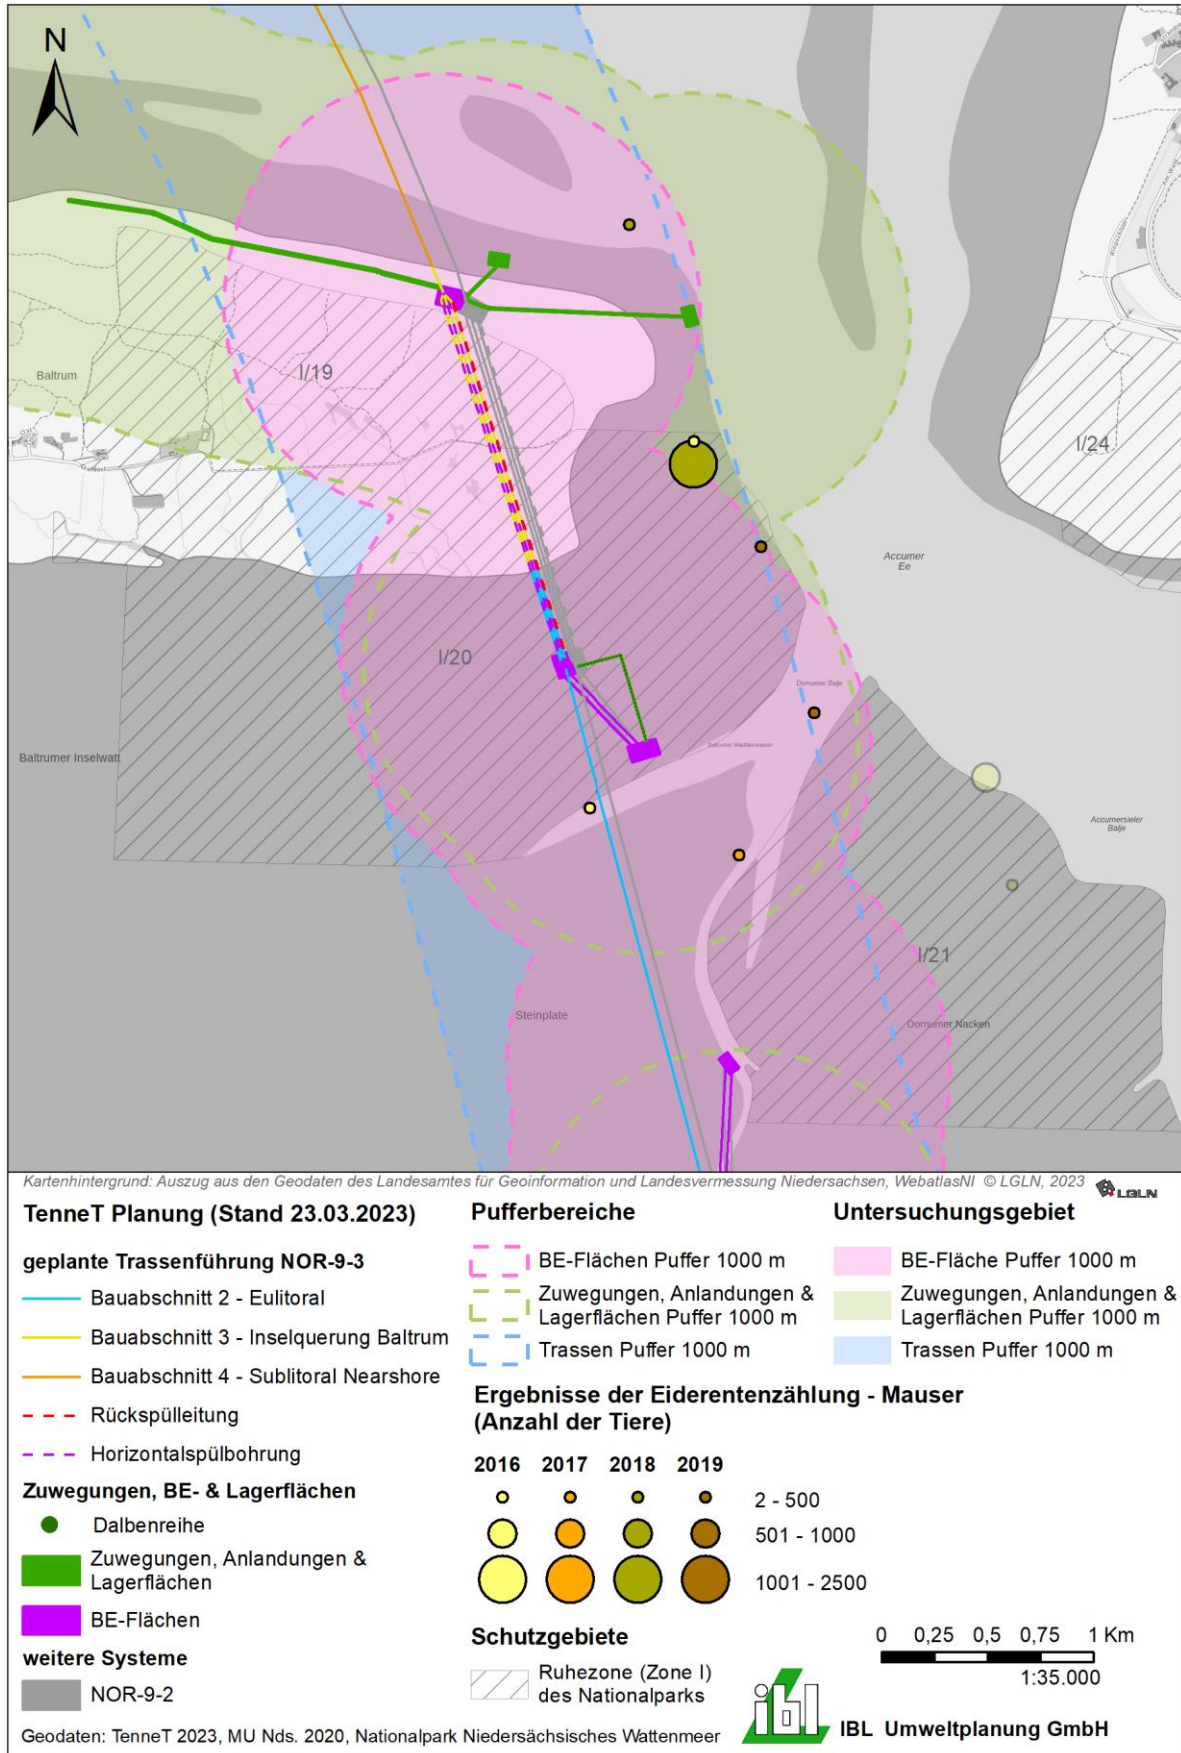 N
Am Wall
Ringschloot
Baltrum
I/19
Ostdorf
I/24
Accumer
Ee
I/20
Dornumer Balje
Baltrumer Wattfahrwasser
Baltrumer Inselwatt
Accumersieler
Balje
I/21
Steinplate
Dornumer Nacken
Kartenhintergrund: Auszug aus den Geodaten des Landesamtes für Geoinformation und Landesvermessung Niedersachsen, WebatlasNI © LGLN, 2023
LGLN
TenneT Planung (Stand 23.03.2023)
geplante Trassenführung NOR-9-3
Bauabschnitt 2 - Eulitoral
Bauabschnitt 3 - Inselquerung Baltrum
Bauabschnitt 4 - Sublitoral Nearshore
Rückspülleitung
Horizontalspülbohrung
Zuwegungen, BE- & Lagerflächen
Dalbenreihe
Zuwegungen, Anlandungen &
Lagerflächen
BE-Flächen
weitere Systeme
NOR-9-2
Pufferbereiche
BE-Flächen Puffer 1000 m
Zuwegungen, Anlandungen &
Lagerflächen Puffer 1000 m
Trassen Puffer 1000 m
Untersuchungsgebiet
BE-Fläche Puffer 1000 m
Zuwegungen, Anlandungen &
Lagerflächen Puffer 1000 m
Trassen Puffer 1000 m
Ergebnisse der Eiderentenzählung - Mauser
(Anzahl der Tiere)
2016 2017 2018 2019
2 - 500
501 - 1000
1001 - 2500
Schutzgebiete
Ruhezone (Zone I)
des Nationalparks
0 0,25 0,5 0,75 1 Km
1:35.000
ibl
IBL Umweltplanung GmbH
Geodaten: TenneT 2023, MU Nds. 2020, Nationalpark Niedersächsisches Wattenmeer